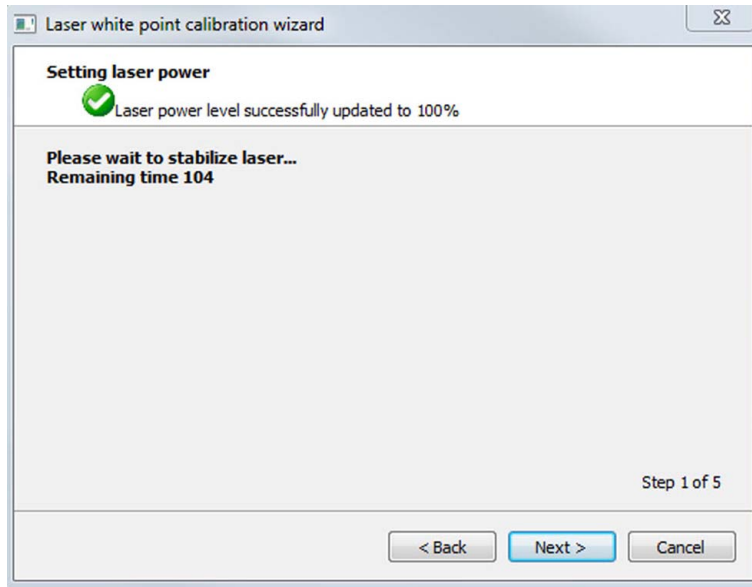 Laser white point calibration wizard
Setting laser power
Laser power level successfully updated to 100%
Please wait to stabilize laser...
Remaining time 104
Step 1 of 5
< Back
Next >
Cancel